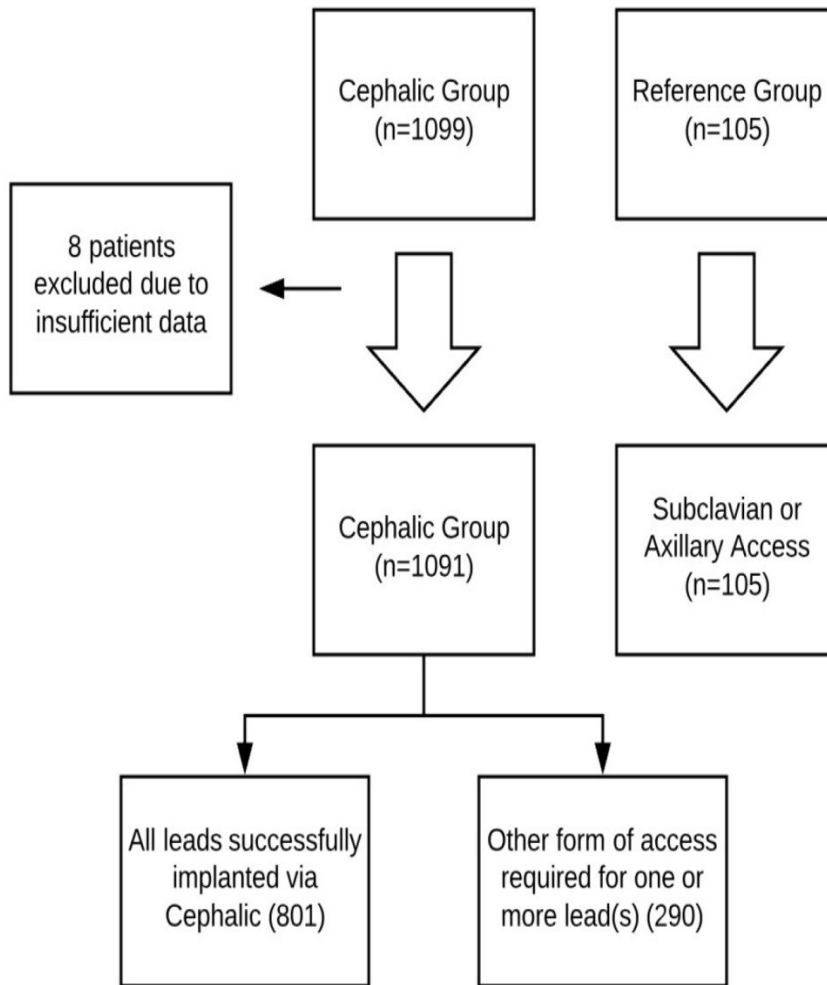 Cephalic Group
(n=1099)
Reference Group
(n=105)
8 patients
excluded due to
insufficient data
Cephalic Group
(n=1091)
Subclavian or
Axillary Access
(n=105)
All leads successfully
implanted via
Cephalic (801)
Other form of access
required for one or
more lead(s) (290)